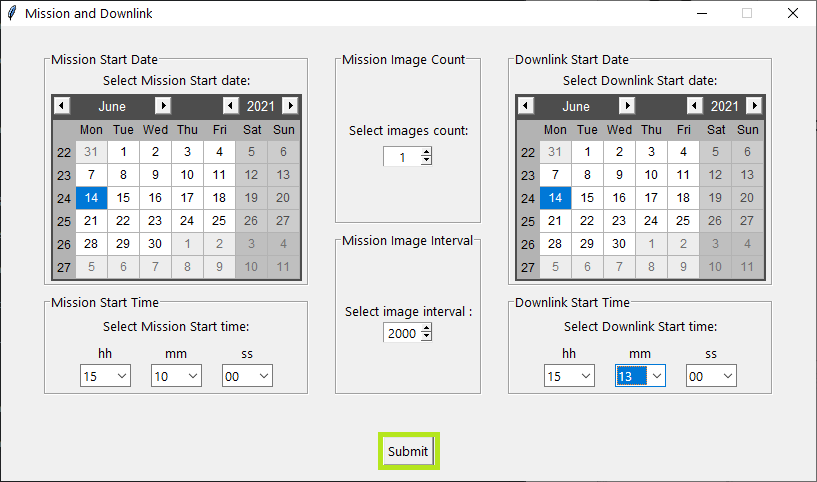 Mission and Downlink
Mission Start Date
Select Mission Start date:
June 2021
Mon Tue Wed Thu Fri Sat Sun
22 31 1 2 3 4 5 6
23 7 8 9 10 11 12 13
24 14 15 16 17 18 19 20
25 21 22 23 24 25 26 27
26 28 29 30 1 2 3 4
27 5 6 7 8 9 10 11
Mission Start Time
Select Mission Start time:
hh mm ss
15 10 00
Mission Image Count
Select images count:
1
Mission Image Interval
Select image interval :
2000
Downlink Start Date
Select Downlink Start date:
June 2021
Mon Tue Wed Thu Fri Sat Sun
22 31 1 2 3 4 5 6
23 7 8 9 10 11 12 13
24 14 15 16 17 18 19 20
25 21 22 23 24 25 26 27
26 28 29 30 1 2 3 4
27 5 6 7 8 9 10 11
Downlink Start Time
Select Downlink Start time:
hh mm ss
15 13 00
Submit